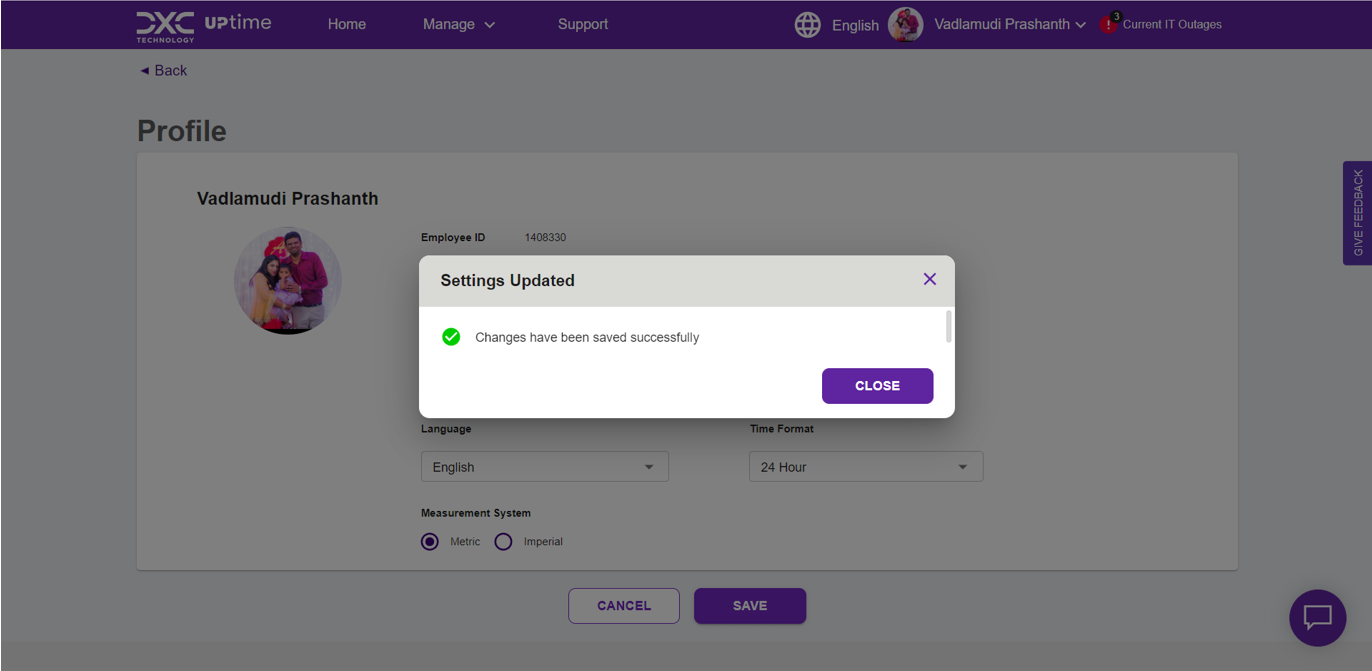 DXC TECHNOLOGY UPtime Home Manage Support English Vadlamudi Prashanth 3 ! Current IT Outages
◄ Back
Profile
GIVE FEEDBACK
Vadlamudi Prashanth
Employee ID 1408330
Settings Updated
Changes have been saved successfully
CLOSE
Language Time Format
English 24 Hour
Measurement System
Metric Imperial
CANCEL SAVE